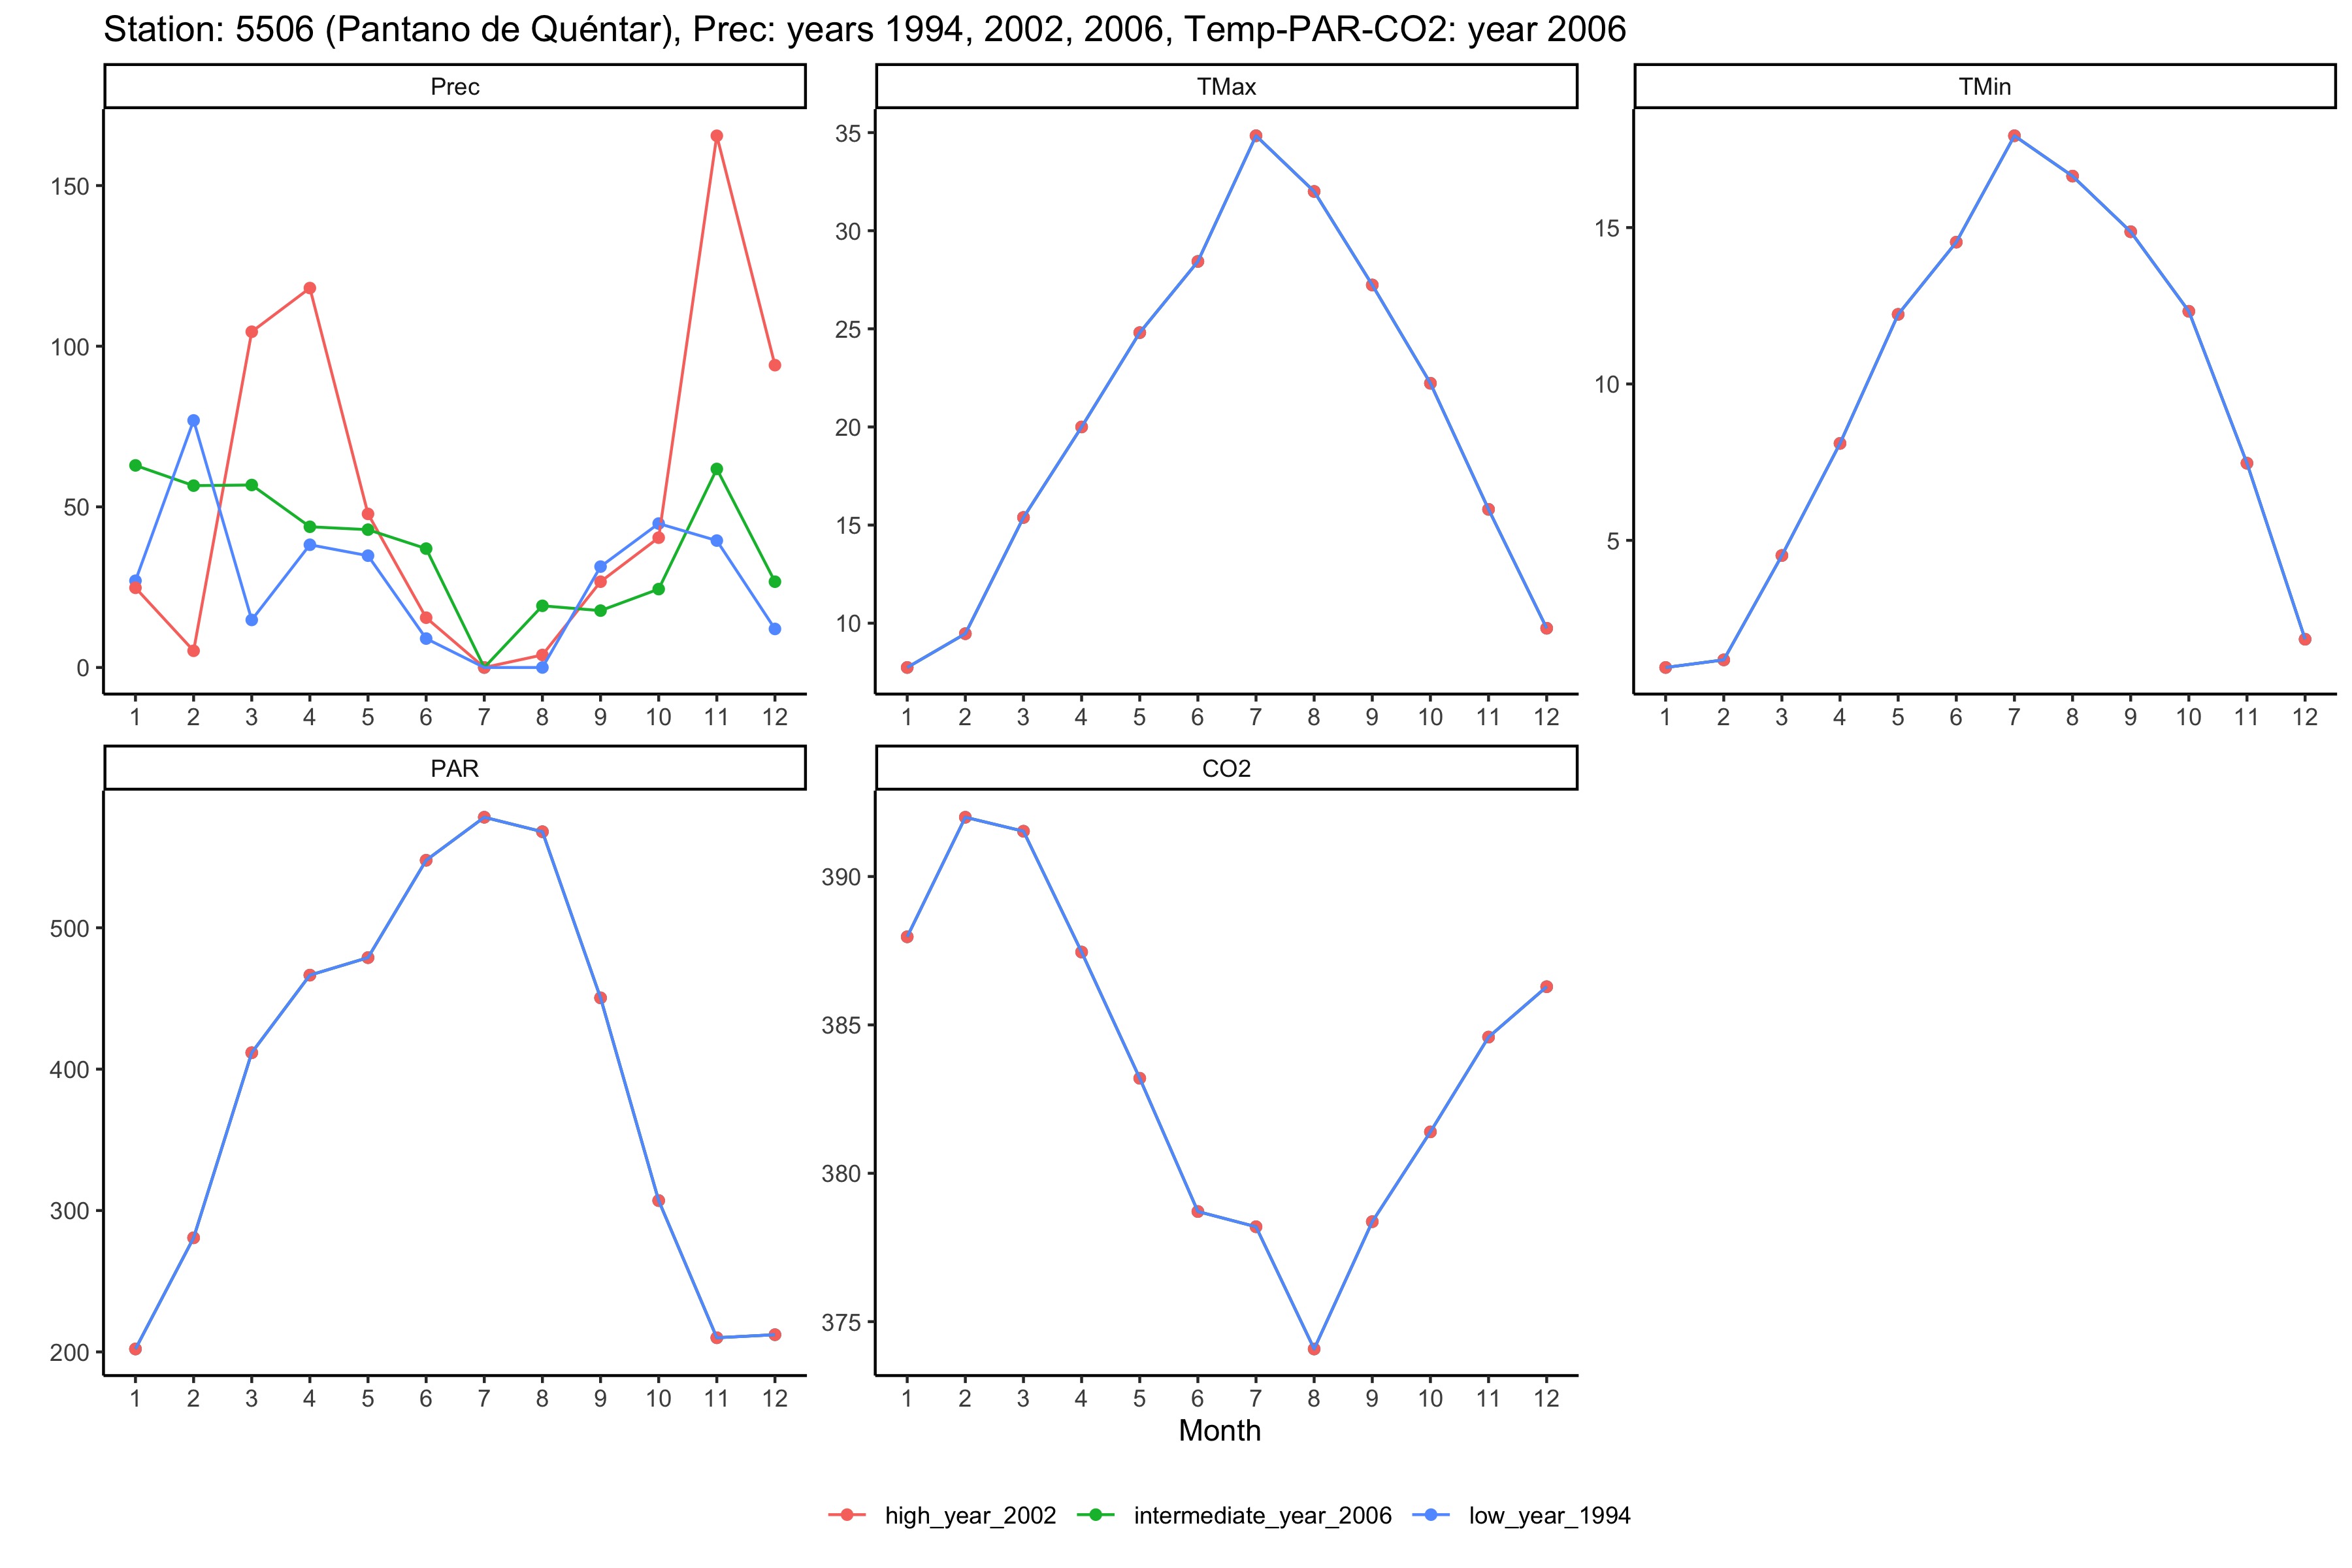 Station: 5506 (Pantano de Quéntar), Prec: years 1994, 2002, 2006, Temp-PAR-CO2: year 2006
Prec
150
100
50
0
1 2 3 4 5 6 7 8 9 10 11 12
TMax
35
30
25
20
15
10
1 2 3 4 5 6 7 8 9 10 11 12
TMin
15
10
5
1 2 3 4 5 6 7 8 9 10 11 12
PAR
500
400
300
200
1 2 3 4 5 6 7 8 9 10 11 12
CO2
390
385
380
375
1 2 3 4 5 6 7 8 9 10 11 12
Month
high_year_2002 intermediate_year_2006 low_year_1994